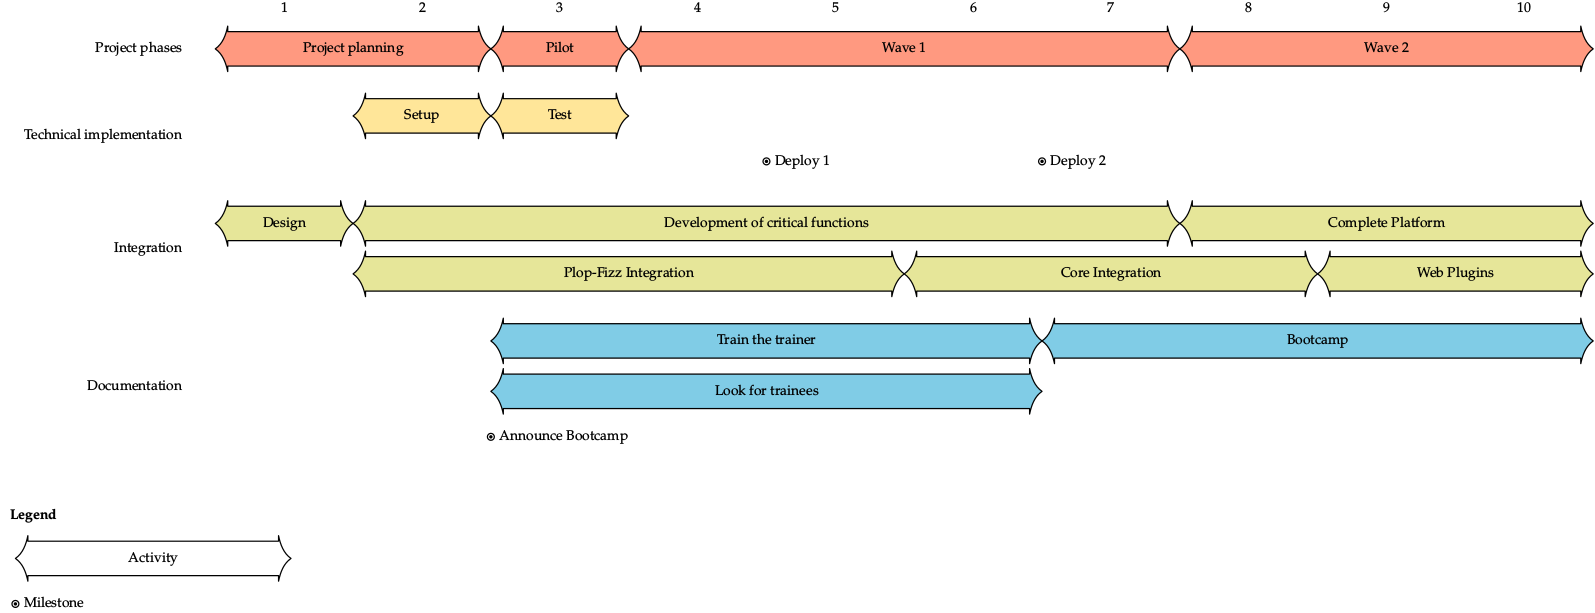 1 2 3 4 5 6 7 8 9 10
Project phases Project planning Pilot Wave 1 Wave 2
Setup Test
Technical implementation
Deploy 1 Deploy 2
Design Development of critical functions Complete Platform
Integration
Plop-Fizz Integration Core Integration Web Plugins
Train the trainer Bootcamp
Documentation
Look for trainees
Announce Bootcamp
Legend
Activity
Milestone